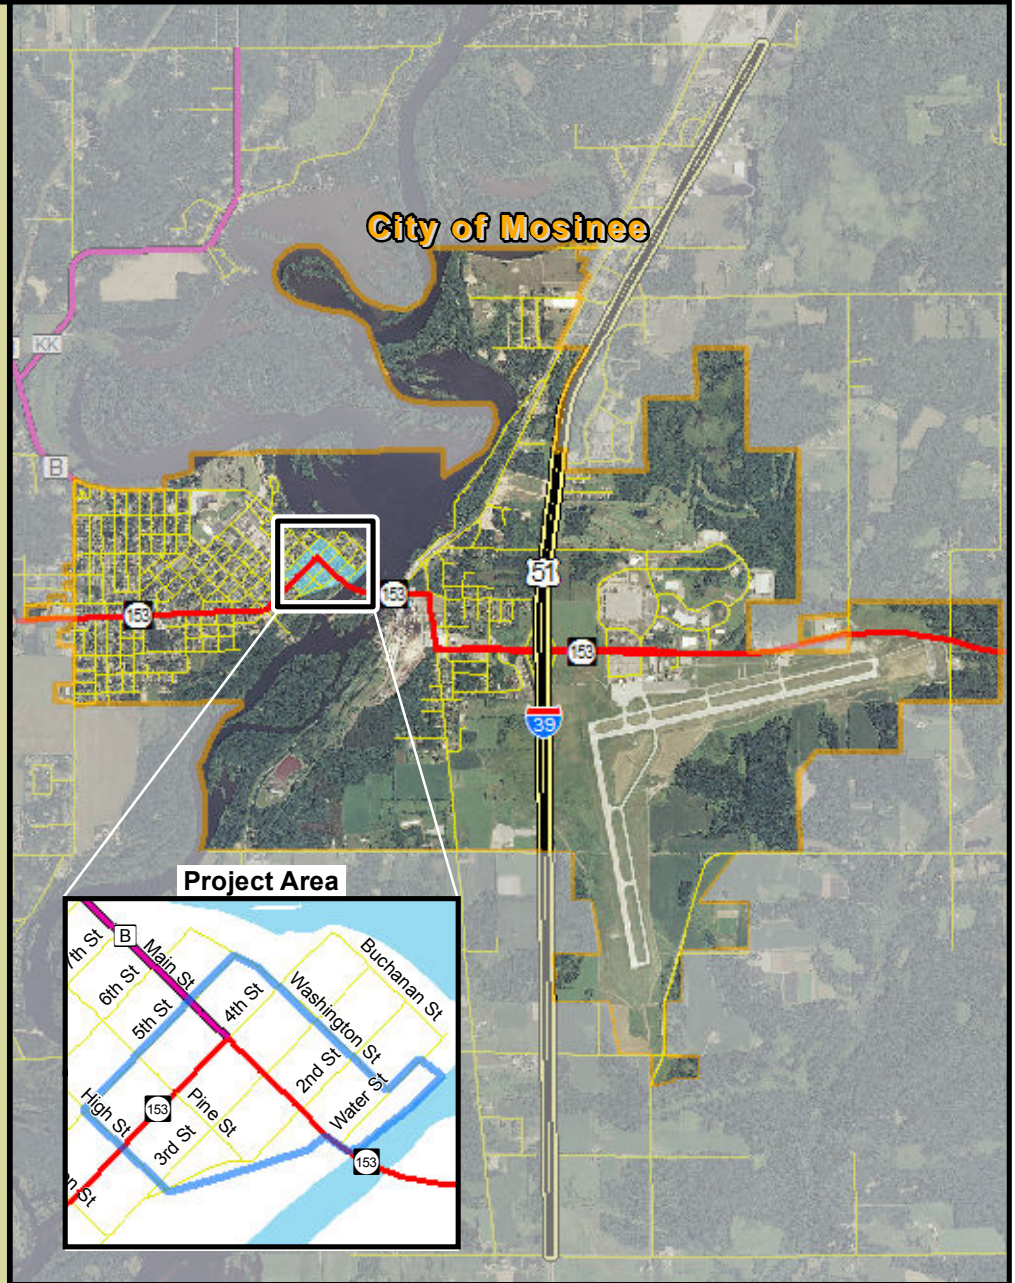 City of Mosinee
KK
B
51
153
153
153
39
Project Area
B
Main St
Buchanan St
6th St
5th St
4th St
Washington St
2nd St
High St
153
Pine St
Water St
3rd St
153